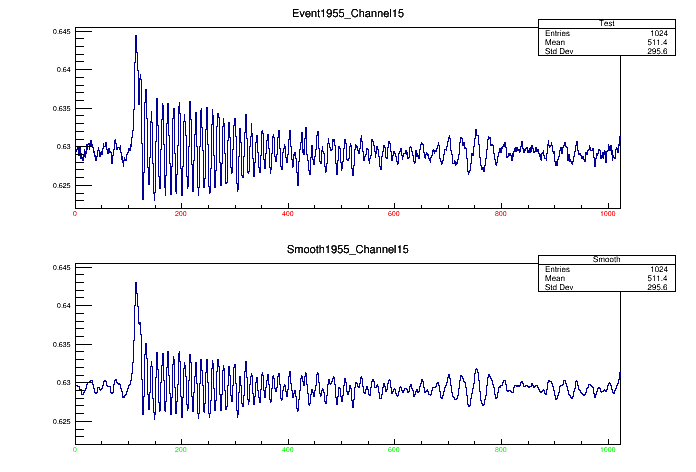 Event1955_Channel15
Test
Entries 1024
Mean 511.4
Std Dev 295.6
0.645
0.64
0.635
0.63
0.625
0 200 400 600 800 1000
Smooth1955_Channel15
Smooth
Entries 1024
Mean 511.4
Std Dev 295.6
0.645
0.64
0.635
0.63
0.625
0 200 400 600 800 1000